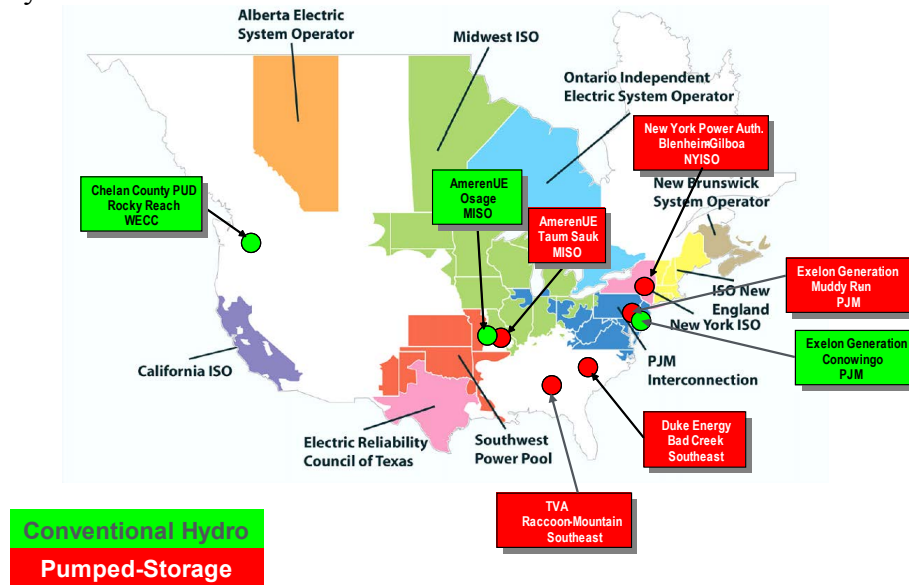 Alberta Electric
System Operator
Midwest ISO
Ontario Independent
Electric System Operator
New York Power Auth.
Blenheim-Gilboa
NYISO
New Brunswick
System Operator
Chelan County PUD
Rocky Reach
WECC
AmerenUE
Osage
MISO
AmerenUE
Taum Sauk
MISO
Exelon Generation
Muddy Run
PJM
ISO New
England
New York ISO
Exelon Generation
Conowingo
PJM
PJM
Interconnection
California ISO
Electric Reliability
Council of Texas
Southwest
Power Pool
Duke Energy
Bad Creek
Southeast
TVA
Raccoon-Mountain
Southeast
Conventional Hydro
Pumped-Storage